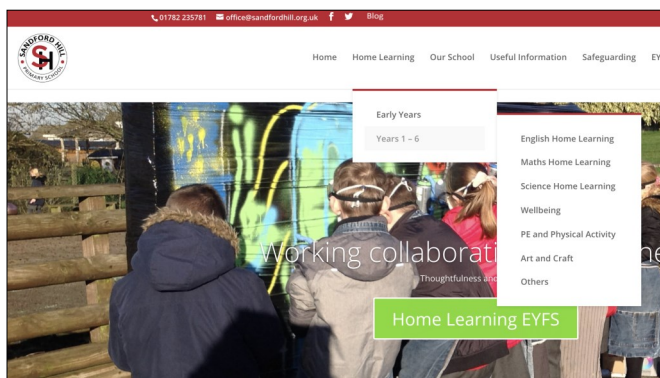 01782 235781 office@sandfordhill.org.uk Blog
SANDFORD HILL
SH
PRIMARY SCHOOL
Home Home Learning Our School Useful Information Safeguarding EY
Early Years
Years 1 – 6
English Home Learning
Maths Home Learning
Science Home Learning
Wellbeing
PE and Physical Activity
Art and Craft
Others
Working collaborati
Thoughtfulness and
Home Learning EYFS